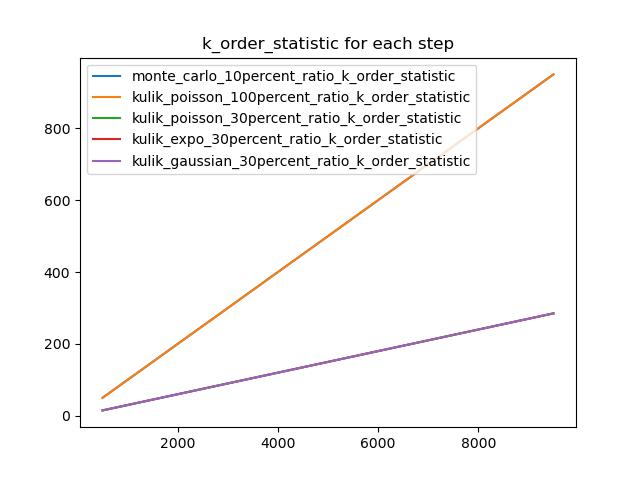 k_order_statistic for each step
monte_carlo_10percent_ratio_k_order_statistic
kulik_poisson_100percent_ratio_k_order_statistic
kulik_poisson_30percent_ratio_k_order_statistic
kulik_expo_30percent_ratio_k_order_statistic
kulik_gaussian_30percent_ratio_k_order_statistic
800
600
400
200
0
2000 4000 6000 8000